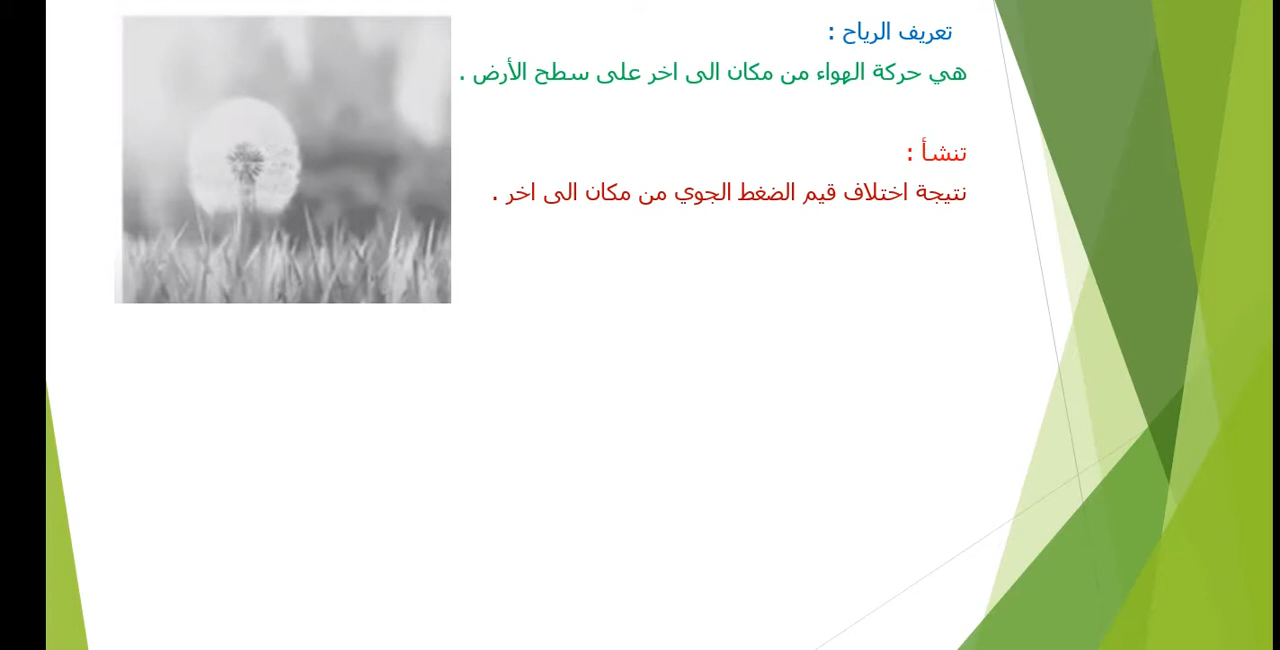 تعريف الرياح :
هي حركة الهواء من مكان الى اخر على سطح الأرض .
تنشأ :
نتيجة اختلاف قيم الضغط الجوي من مكان الى اخر .